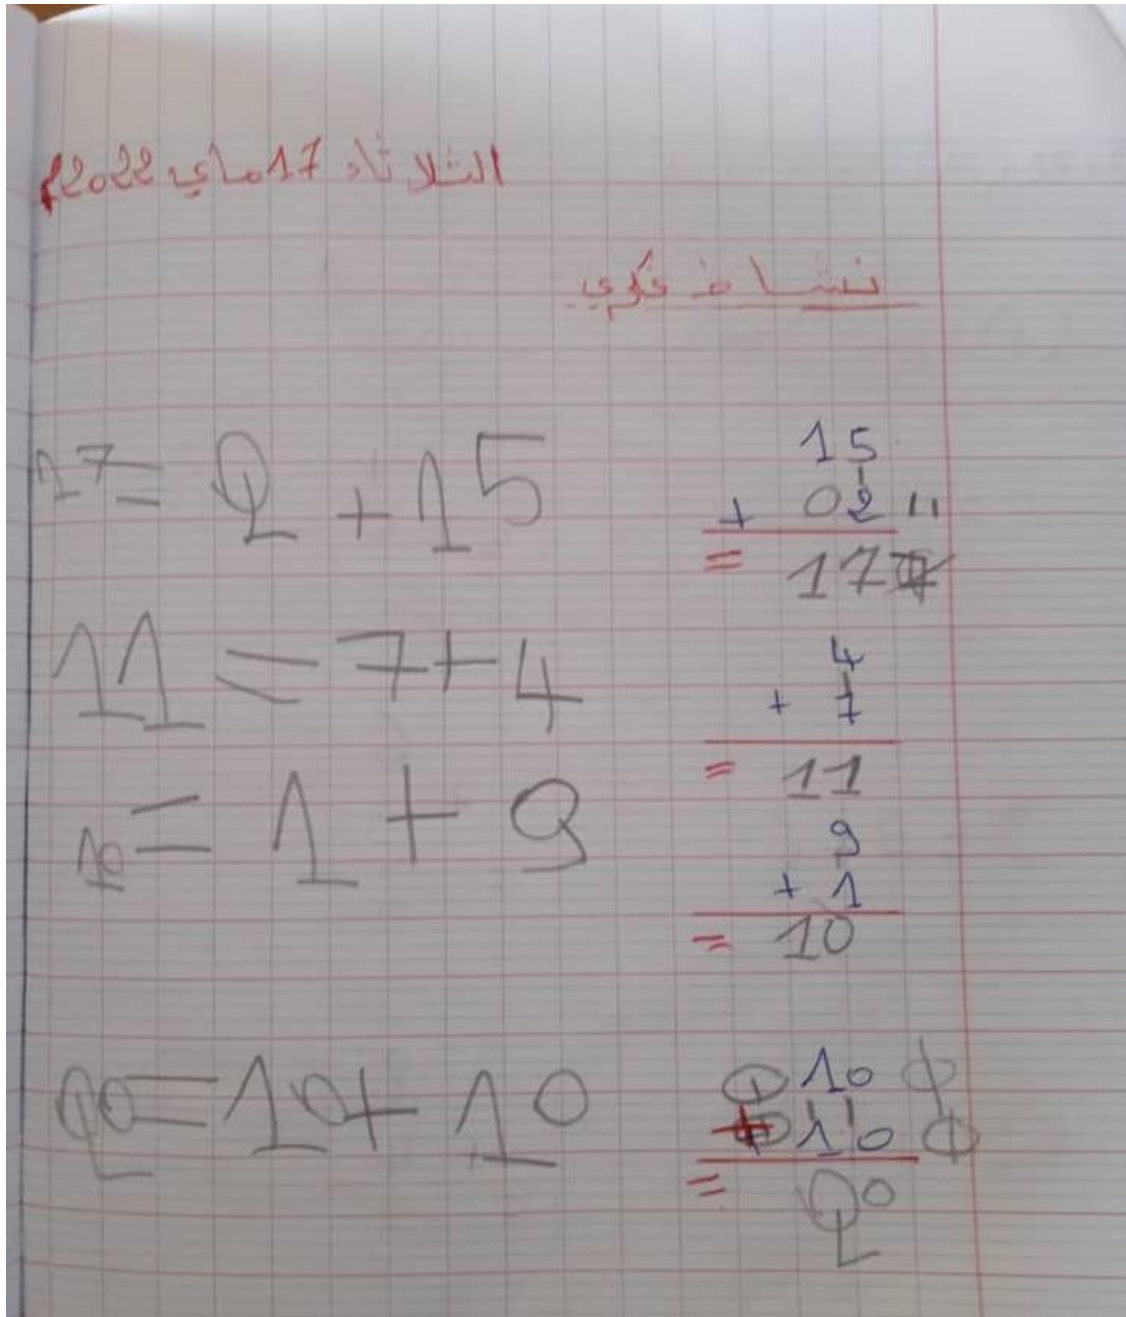 الثلاثاء 17 ماي 2022م
نشاط فكري
17 = 2 + 15
15
+ 02
= 17
11 = 7 + 4
4
+ 7
= 11
10 = 1 + 9
9
+ 1
= 10
20 = 10 + 10
10
+ 10
= 20